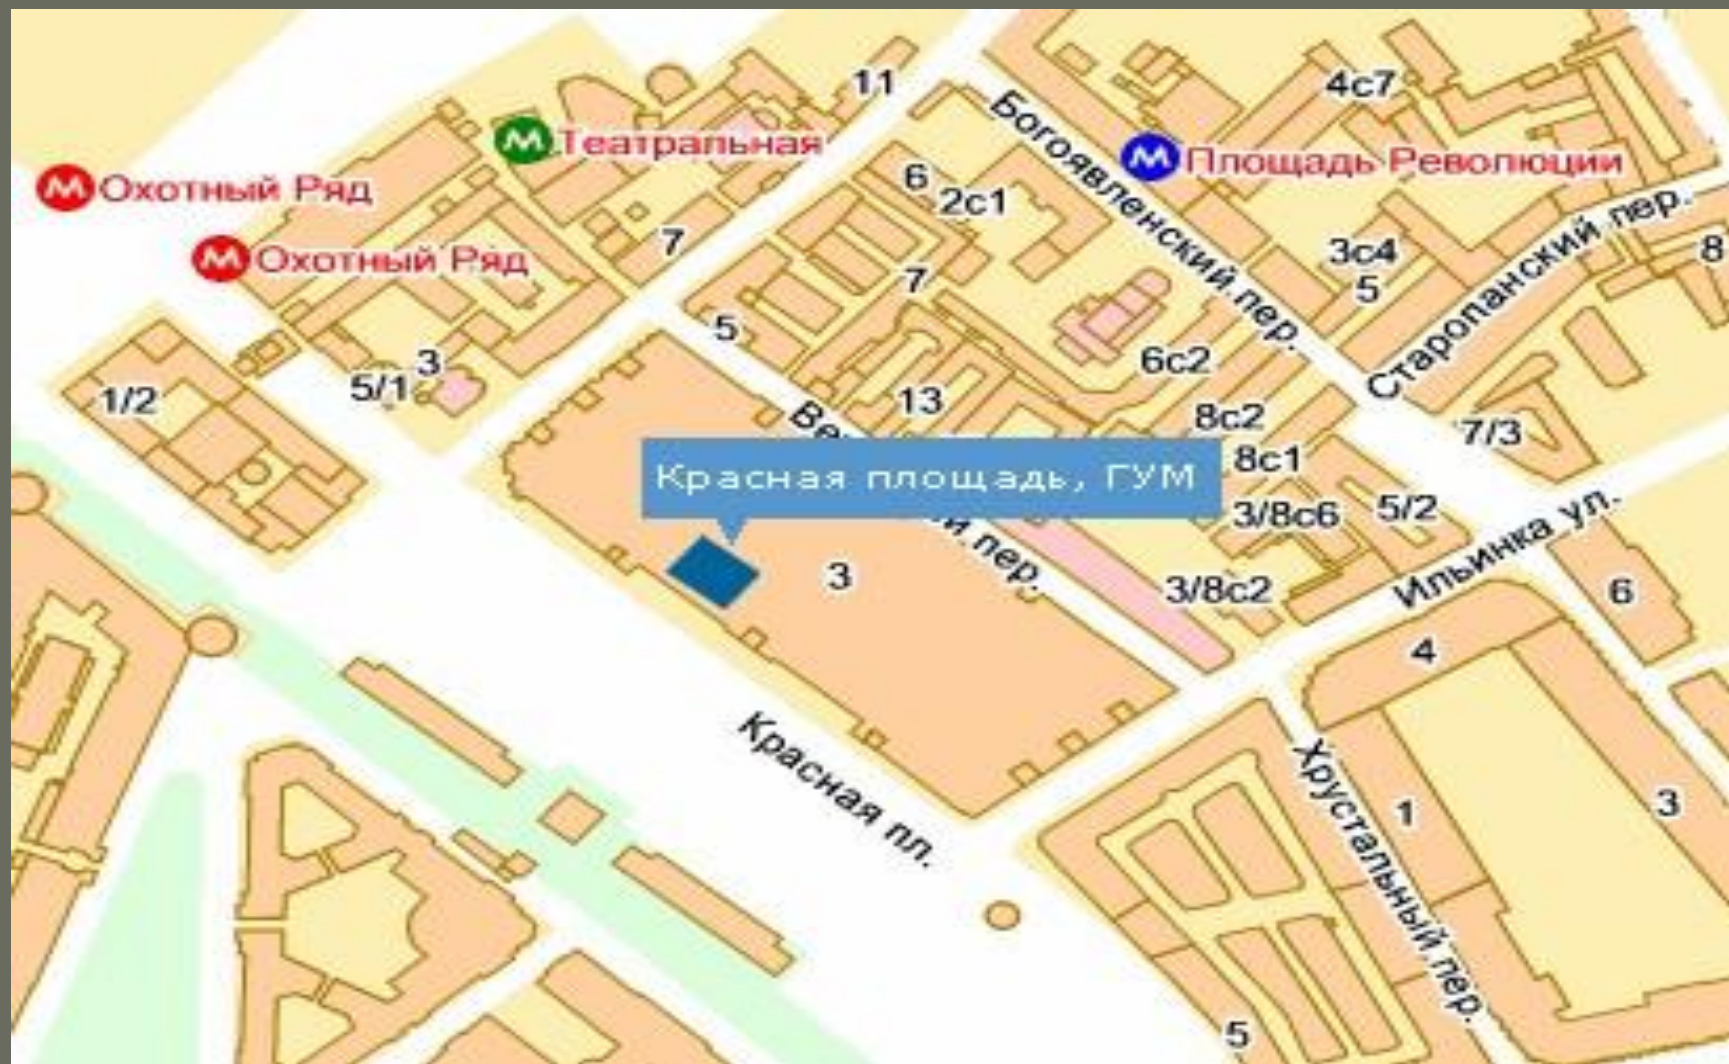 11
4с7
Богоявленский пер.
М Театральная
М Площадь Революции
М Охотный Ряд
6
2с1
Старопанский пер.
7
3с4
8
М Охотный Ряд
7
5
5
3
6с2
5/1
1/2
13
8с2
7/3
8с1
Красная площадь, ГУМ
пер.
3/8с6
5/2
Ильинка ул.
3
3/8с2
6
4
Красная пл.
Хрустальный пер.
1
3
5